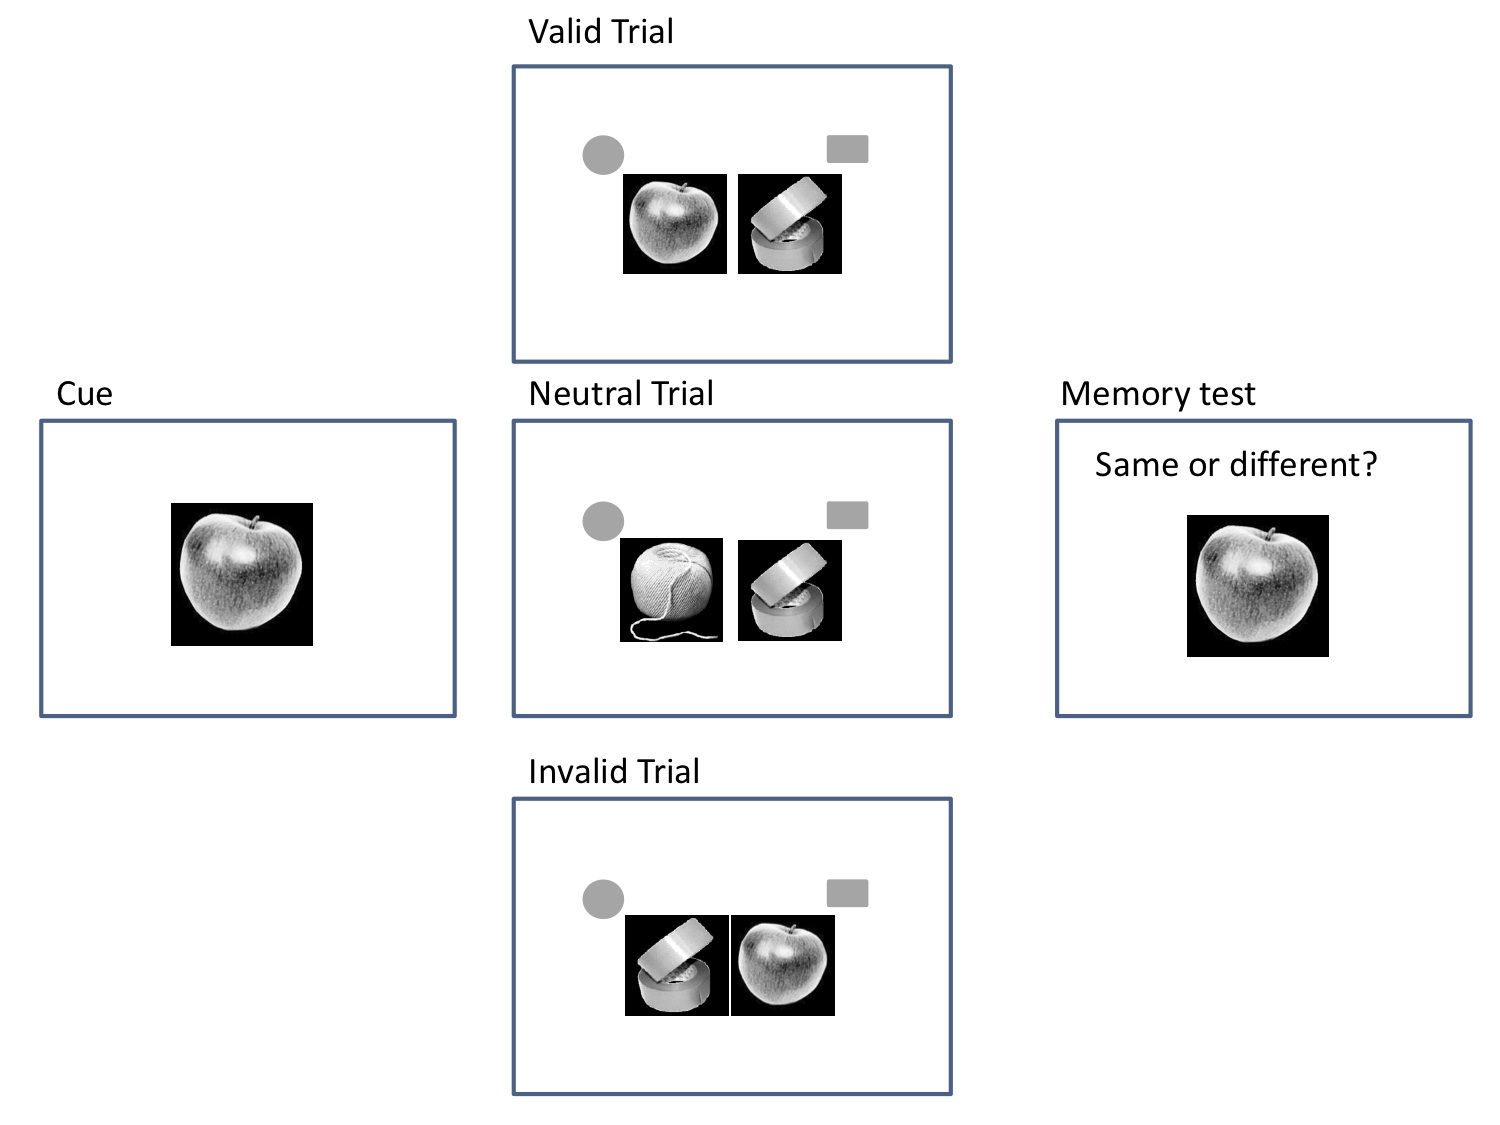 Valid Trial
Cue
Neutral Trial
Memory test
Same or different?
Invalid Trial